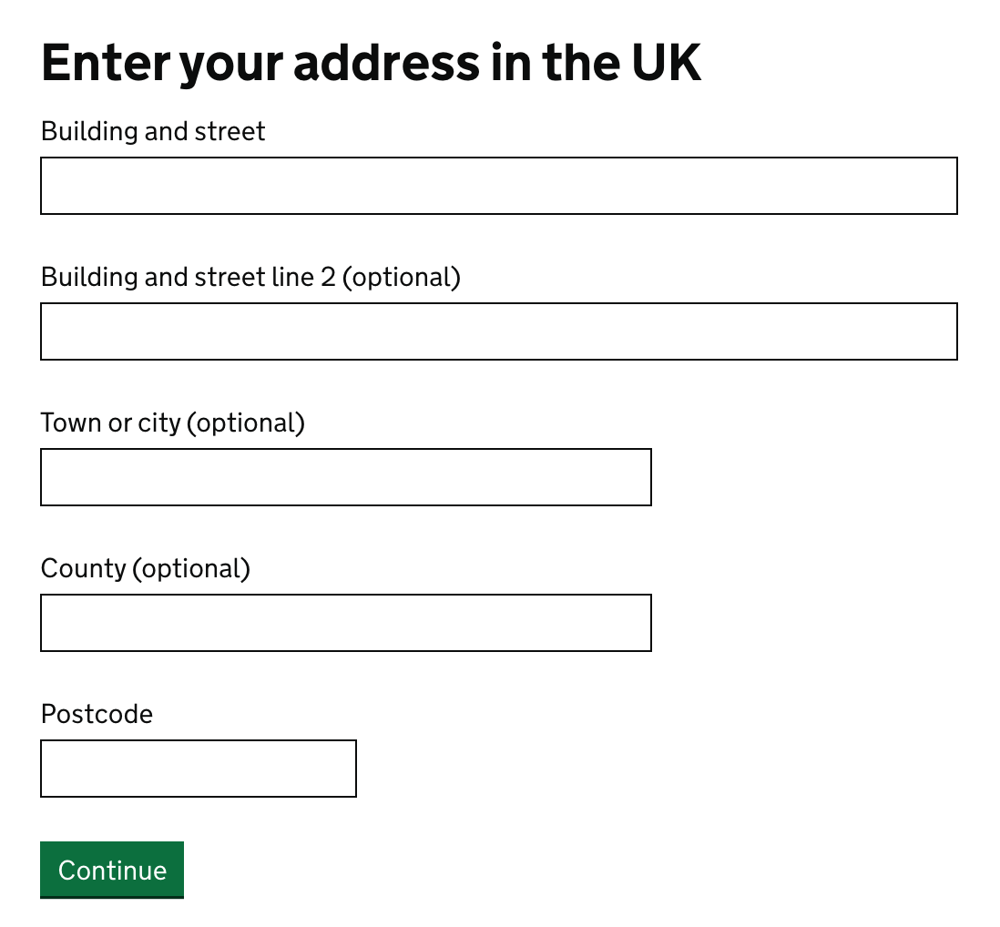 Enter your address in the UK
Building and street
Building and street line 2 (optional)
Town or city (optional)
County (optional)
Postcode
Continue